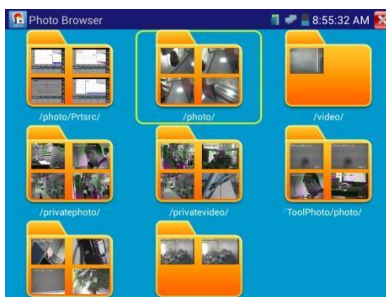 Photo Browser 8:55:32 AM
/photo/Prtsrc/ /photo/ /video/
/privatephoto/ /privatevideo/ ToolPhoto/photo/